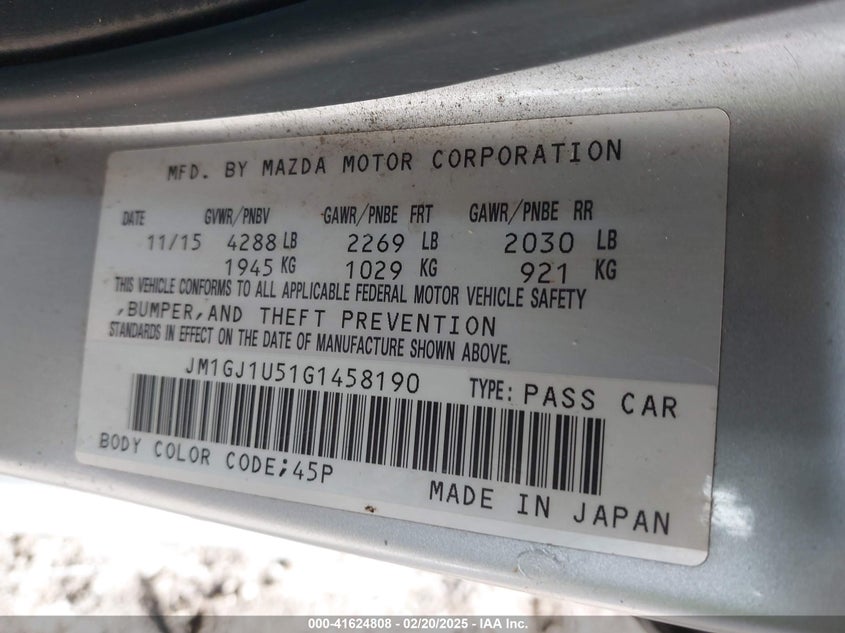 MFD. BY MAZDA MOTOR CORPORATION
DATE GVWR/PNBV GAWR/PNBE FRT GAWR/PNBE RR
11/15 4288 LB 2269 LB 2030 LB
1945 KG 1029 KG 921 KG
THIS VEHICLE CONFORMS TO ALL APPLICABLE FEDERAL MOTOR VEHICLE SAFETY
,BUMPER,AND THEFT PREVENTION
STANDARDS IN EFFECT ON THE DATE OF MANUFACTURE SHOWN ABOVE.
JM1GJ1U51G1458190 TYPE: PASS CAR
BODY COLOR CODE;45P
MADE IN JAPAN
000-41624808 - 02/20/2025 - IAA Inc.